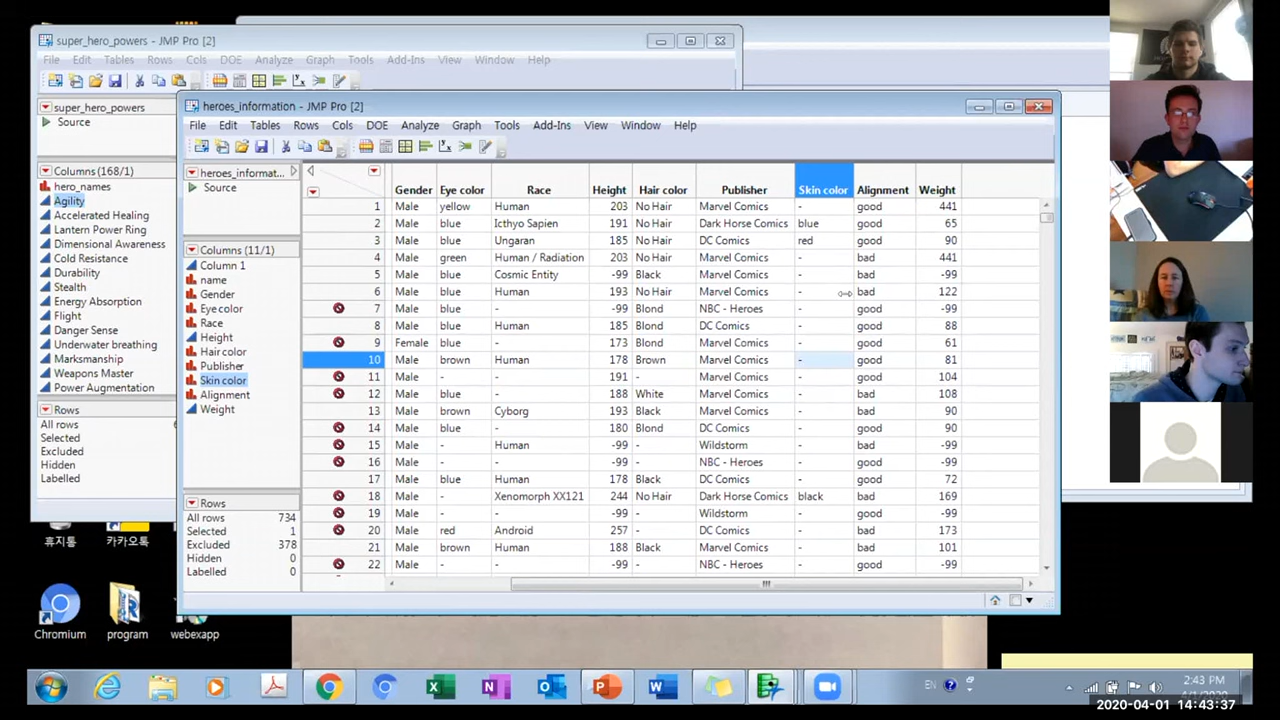 super_hero_powers - JMP Pro [2]
File Edit Tables Rows Cols DOE Analyze Graph Tools Add-Ins View Window Help
super_hero_powers
Source
Columns (168/1)
hero_names
Agility
Accelerated Healing
Lantern Power Ring
Dimensional Awareness
Cold Resistance
Durability
Stealth
Energy Absorption
Flight
Danger Sense
Underwater breathing
Marksmanship
Weapons Master
Power Augmentation
Rows
All rows
Selected
Excluded
Hidden
Labelled
heroes_information - JMP Pro [2]
File Edit Tables Rows Cols DOE Analyze Graph Tools Add-Ins View Window Help
heroes_informat...
Source
Columns (11/1)
Column 1
name
Gender
Eye color
Race
Height
Hair color
Publisher
Skin color
Alignment
Weight
Rows
All rows 734
Selected 1
Excluded 378
Hidden 0
Labelled 0
Gender Eye color Race Height Hair color Publisher Skin color Alignment Weight
1 Male yellow Human 203 No Hair Marvel Comics - good 441
2 Male blue Icthyo Sapien 191 No Hair Dark Horse Comics blue good 65
3 Male blue Ungaran 185 No Hair DC Comics red good 90
4 Male green Human / Radiation 203 No Hair Marvel Comics - bad 441
5 Male blue Cosmic Entity -99 Black Marvel Comics - bad -99
6 Male blue Human 193 No Hair Marvel Comics - bad 122
7 Male blue - -99 Blond NBC - Heroes - good -99
8 Male blue Human 185 Blond DC Comics - good 88
9 Female blue - 173 Blond Marvel Comics - good 61
10 Male brown Human 178 Brown Marvel Comics - good 81
11 Male - - 191 - Marvel Comics - good 104
12 Male blue - 188 White Marvel Comics - bad 108
13 Male brown Cyborg 193 Black Marvel Comics - bad 90
14 Male blue - 180 Blond DC Comics - good 90
15 Male - Human -99 - Wildstorm - bad -99
16 Male - - -99 - NBC - Heroes - good -99
17 Male blue Human 178 Black DC Comics - good 72
18 Male - Xenomorph XX121 244 No Hair Dark Horse Comics black bad 169
19 Male - - -99 - Wildstorm - good -99
20 Male red Android 257 - DC Comics - bad 173
21 Male brown Human 188 Black Marvel Comics - bad 101
22 Male - - -99 - NBC - Heroes - good -99
휴지통 카카오톡
Chromium program webexapp
EN
2:43 PM
2020-04-01 14:43:37